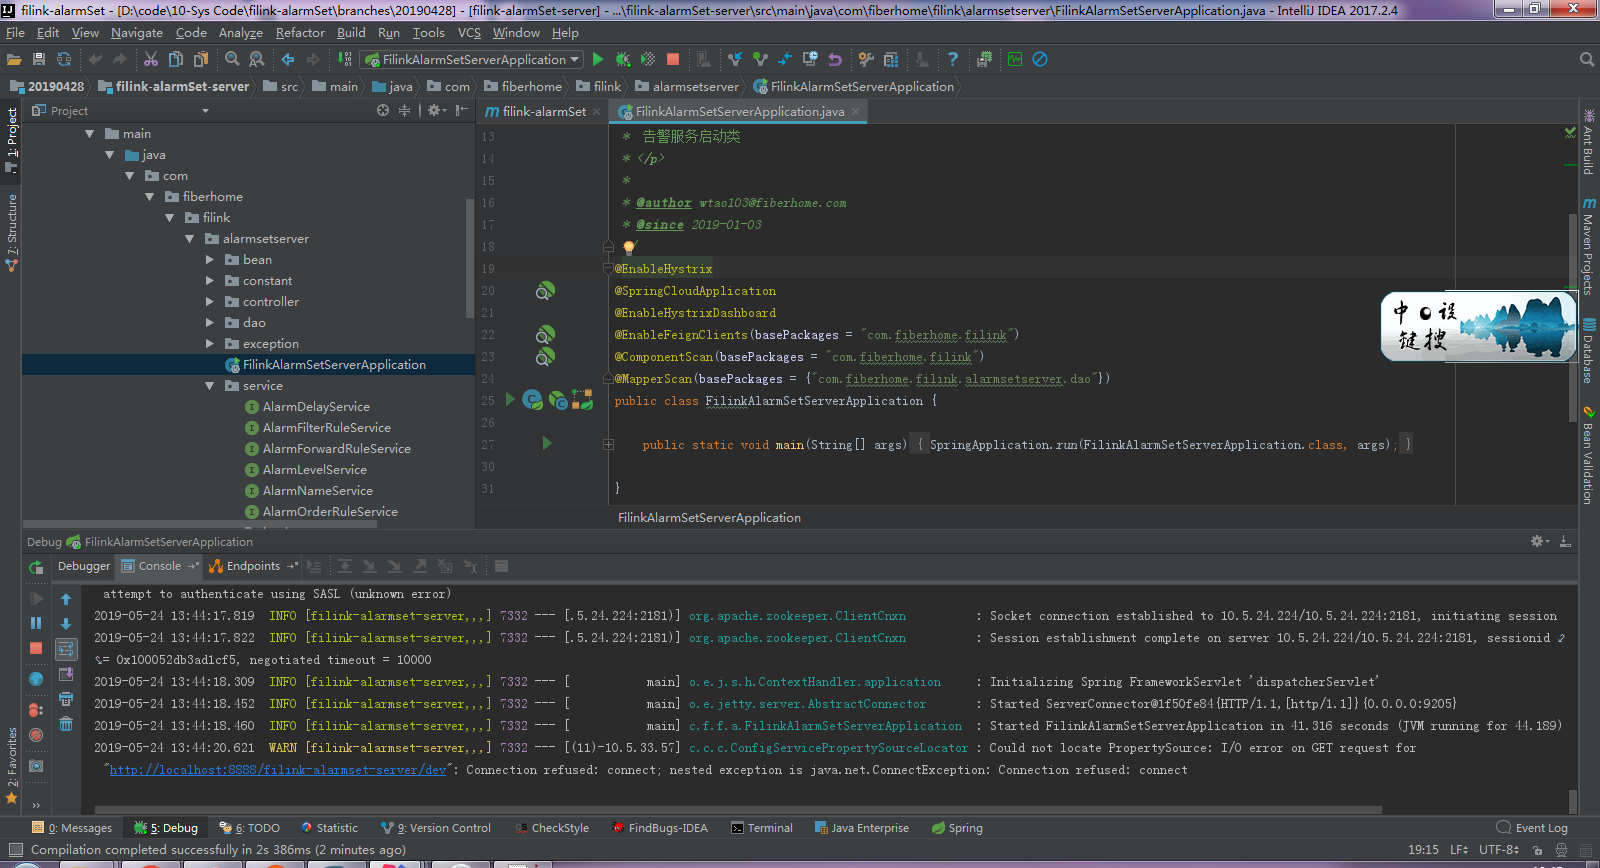 filink-alarmSet - [D:\code\10-Sys Code\filink-alarmSet\branches\20190428] - [filink-alarmSet-server] - ...\filink-alarmSet-server\src\main\java\com\fiberhome\filink\alarmsetserver\FilinkAlarmSetServerApplication.java - IntelliJ IDEA 2017.2.4
File Edit View Navigate Code Analyze Refactor Build Run Tools VCS Window Help
FilinkAlarmSetServerApplication
20190428 filink-alarmSet-server src main java com fiberhome filink alarmsetserver FilinkAlarmSetServerApplication
Project
filink-alarmSet
FilinkAlarmSetServerApplication.java
1: Project
7: Structure
2: Favorites
main
java
com
fiberhome
filink
alarmsetserver
bean
constant
controller
dao
exception
FilinkAlarmSetServerApplication
service
AlarmDelayService
AlarmFilterRuleService
AlarmForwardRuleService
AlarmLevelService
AlarmNameService
AlarmOrderRuleService
13 * 告警服务启动类
14 * </p>
15 *
16 * @author wtao103@fiberhome.com
17 * @since 2019-01-03
18 /
19 @EnableHystrix
20 @SpringCloudApplication
21 @EnableHystrixDashboard
22 @EnableFeignClients(basePackages = "com.fiberhome.filink")
23 @ComponentScan(basePackages = "com.fiberhome.filink")
24 @MapperScan(basePackages = {"com.fiberhome.filink.alarmsetserver.dao"})
25 public class FilinkAlarmSetServerApplication {
26
27 public static void main(String[] args) { SpringApplication.run(FilinkAlarmSetServerApplication.class, args); }
30
31 }
FilinkAlarmSetServerApplication
Ant Build
Maven Projects
Database
Bean Validation
中 设
键搜
Debug FilinkAlarmSetServerApplication
Debugger Console Endpoints
attempt to authenticate using SASL (unknown error)
2019-05-24 13:44:17.819 INFO [filink-alarmset-server,,,] 7332 --- [.5.24.224:2181)] org.apache.zookeeper.ClientCnxn : Socket connection established to 10.5.24.224/10.5.24.224:2181, initiating session
2019-05-24 13:44:17.822 INFO [filink-alarmset-server,,,] 7332 --- [.5.24.224:2181)] org.apache.zookeeper.ClientCnxn : Session establishment complete on server 10.5.24.224/10.5.24.224:2181, sessionid
= 0x100052db3ad1cf5, negotiated timeout = 10000
2019-05-24 13:44:18.309 INFO [filink-alarmset-server,,,] 7332 --- [ main] o.e.j.s.h.ContextHandler.application : Initializing Spring FrameworkServlet 'dispatcherServlet'
2019-05-24 13:44:18.452 INFO [filink-alarmset-server,,,] 7332 --- [ main] o.e.jetty.server.AbstractConnector : Started ServerConnector@1f50fe84{HTTP/1.1,[http/1.1]}{0.0.0.0:9205}
2019-05-24 13:44:18.460 INFO [filink-alarmset-server,,,] 7332 --- [ main] c.f.f.a.FilinkAlarmSetServerApplication : Started FilinkAlarmSetServerApplication in 41.316 seconds (JVM running for 44.189)
2019-05-24 13:44:20.621 WARN [filink-alarmset-server,,,] 7332 --- [(11)-10.5.33.57] c.c.c.ConfigServicePropertySourceLocator : Could not locate PropertySource: I/O error on GET request for
"http://localhost:8888/filink-alarmset-server/dev": Connection refused: connect; nested exception is java.net.ConnectException: Connection refused: connect
0: Messages 5: Debug 6: TODO Statistic 9: Version Control CheckStyle FindBugs-IDEA Terminal Java Enterprise Spring Event Log
Compilation completed successfully in 2s 386ms (2 minutes ago)
19:15 LF UTF-8